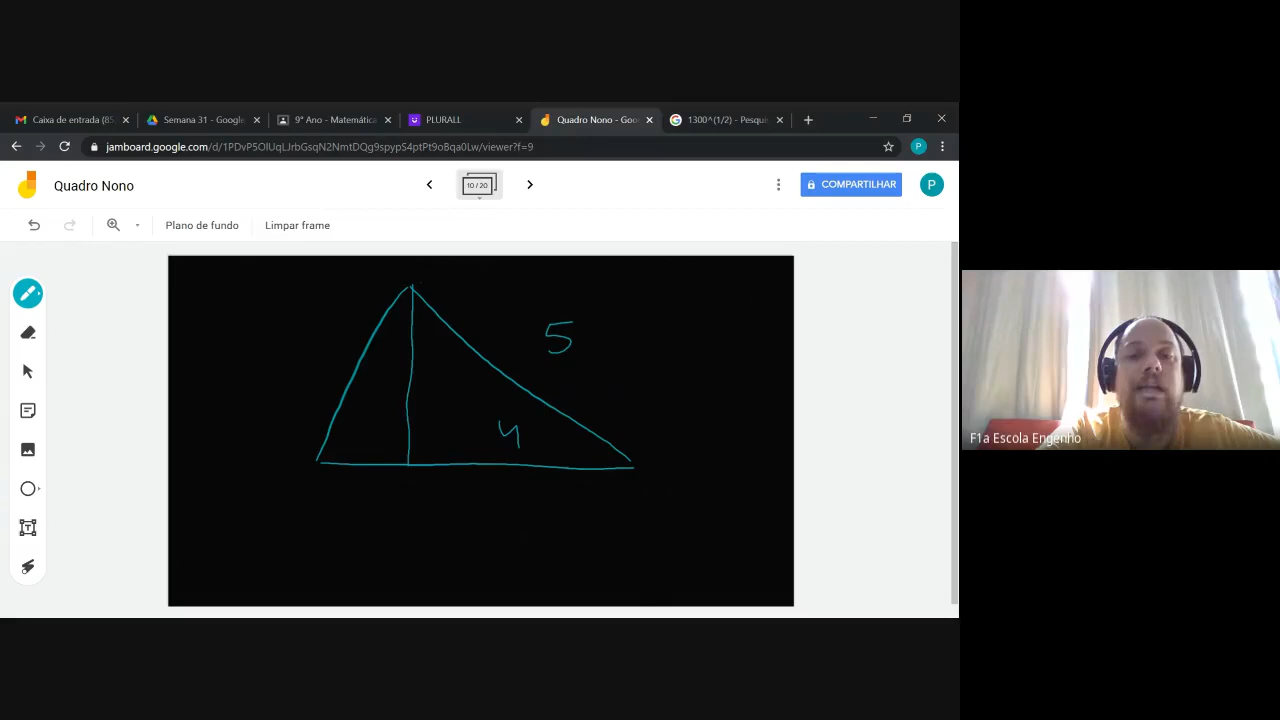 Caixa de entrada (85
Semana 31 - Google
9° Ano - Matemática
PLURALL
Quadro Nono - Goo
1300^(1/2) - Pesqui
jamboard.google.com/d/1PDvP5OlUqLJrbGsqN2NmtDQg9spypS4ptPt9oBqa0Lw/viewer?f=9
P
Quadro Nono
10 / 20
COMPARTILHAR
P
Plano de fundo
Limpar frame
5
4
F1a Escola Engenho